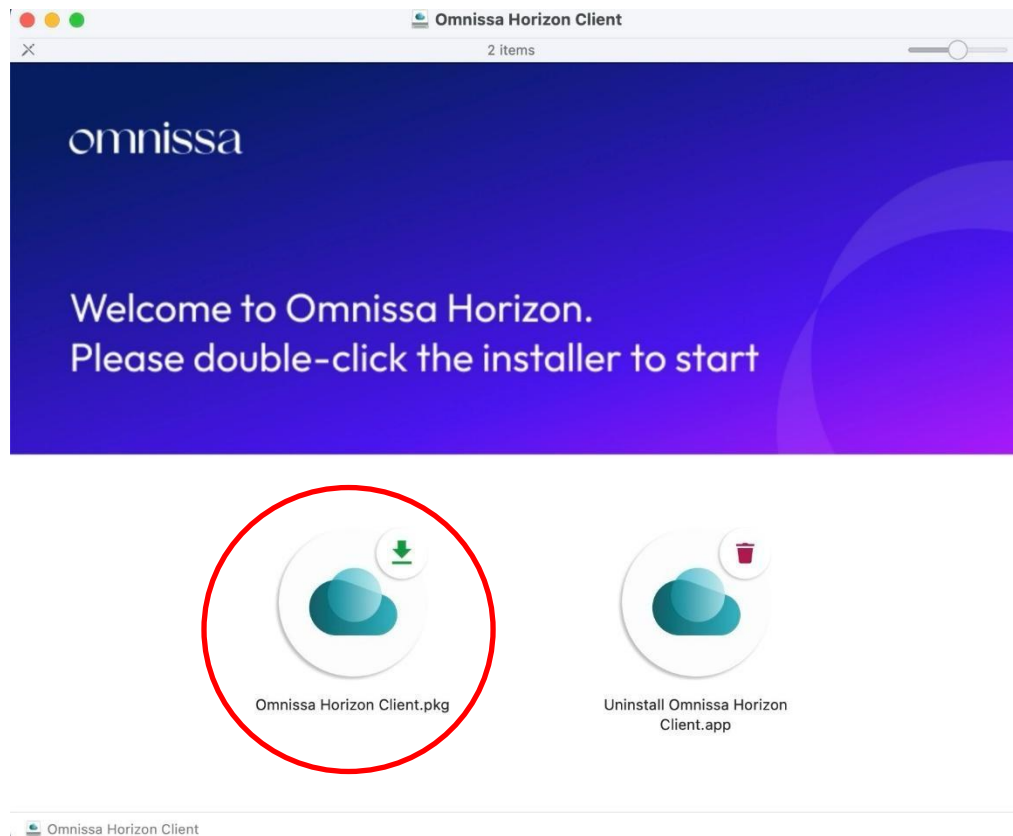 Omnissa Horizon Client
2 items
omnissa
Welcome to Omnissa Horizon.
Please double-click the installer to start
Omnissa Horizon Client.pkg
Uninstall Omnissa Horizon
Client.app
Omnissa Horizon Client